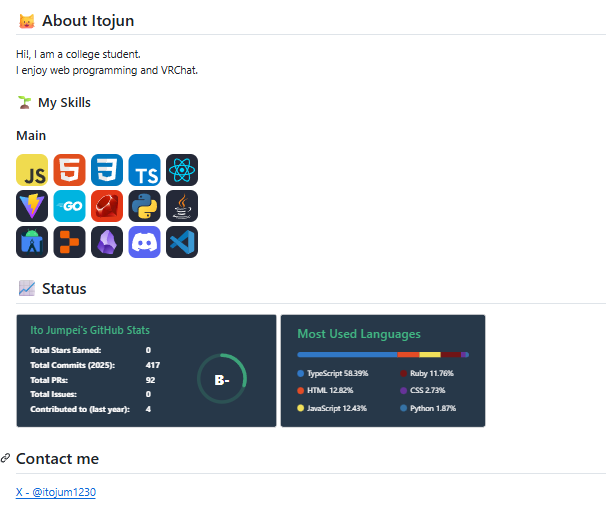 About Itojun
Hi!, I am a college student.
I enjoy web programming and VRChat.
My Skills
Main
JS
5
3
TS
GO
Status
Ito Jumpei's GitHub Stats
Total Stars Earned: 0
Total Commits (2025): 417
Total PRs: 92
Total Issues: 0
Contributed to (last year): 4
B-
Most Used Languages
TypeScript 58.39%
HTML 12.82%
JavaScript 12.43%
Ruby 11.76%
CSS 2.73%
Python 1.87%
Contact me
X - @itojum1230